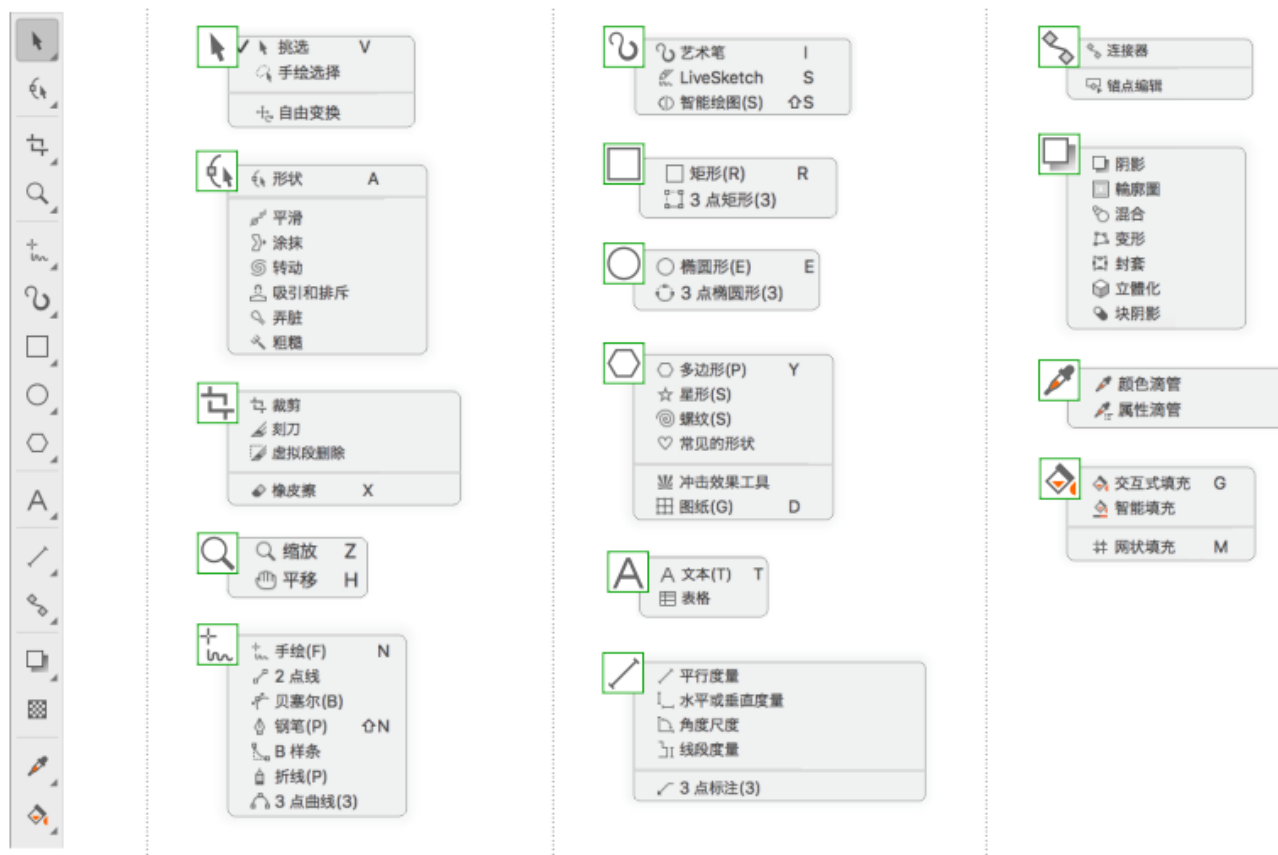 挑选 V
手绘选择
自由变换
形状 A
平滑
涂抹
转动
吸引和排斥
弄脏
粗糙
裁剪
刻刀
虚拟段删除
橡皮擦 X
缩放 Z
平移 H
手绘(F) N
2 点线
贝塞尔(B)
钢笔(P) ⇧N
B 样条
折线(P)
3 点曲线(3)
艺术笔 I
LiveSketch S
智能绘图(S) ⇧S
矩形(R) R
3 点矩形(3)
椭圆形(E) E
3 点椭圆形(3)
多边形(P) Y
星形(S)
螺纹(S)
常见的形状
冲击效果工具
图纸(G) D
文本(T) T
表格
平行度量
水平或垂直度量
角度尺度
线段度量
3 点标注(3)
连接器
锚点编辑
阴影
輪廓圖
混合
变形
封套
立體化
块阴影
颜色滴管
属性滴管
交互式填充 G
智能填充
网状填充 M